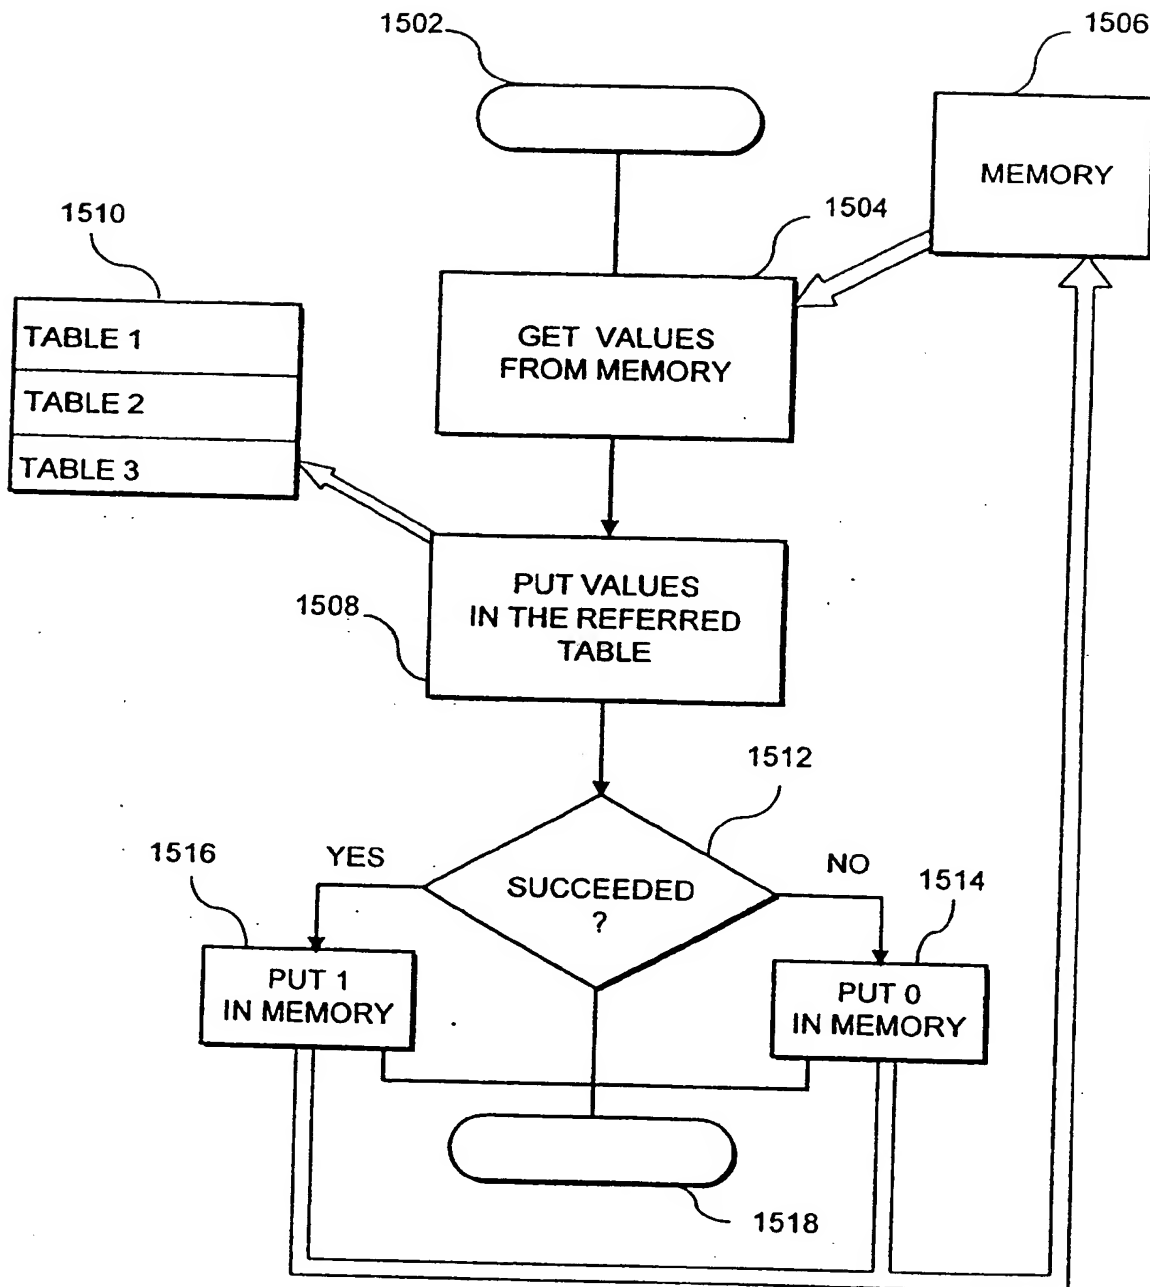 1502
1506
MEMORY
1504
1510
GET VALUES
FROM MEMORY
TABLE 1
TABLE 2
TABLE 3
PUT VALUES
IN THE REFERRED
TABLE
1508
1512
1516
YES
NO
1514
SUCCEEDED
?
PUT 1
IN MEMORY
PUT 0
IN MEMORY
1518